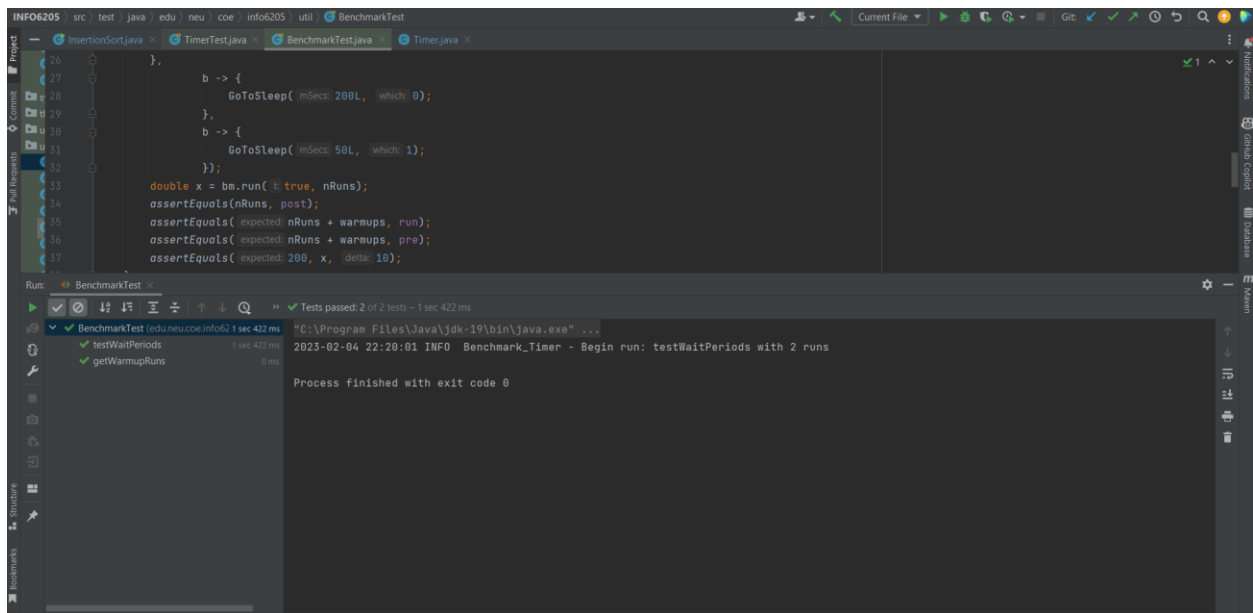 INFO6205 › src › test › java › edu › neu › coe › info6205 › util › BenchmarkTest
Current File
Git:
Project
InsertionSort.java
TimerTest.java
BenchmarkTest.java
Timer.java
26 },
27 b -> {
28 GoToSleep( mSecs: 200L, which: 0);
29 },
30 b -> {
31 GoToSleep( mSecs: 50L, which: 1);
32 });
33 double x = bm.run( t: true, nRuns);
34 assertEquals(nRuns, post);
35 assertEquals( expected: nRuns + warmups, run);
36 assertEquals( expected: nRuns + warmups, pre);
37 assertEquals( expected: 200, x, delta: 10);
1
Commit
Pull Requests
Notifications
GitHub Copilot
Database
Maven
Run: BenchmarkTest
Tests passed: 2 of 2 tests – 1 sec 422 ms
BenchmarkTest (edu.neu.coe.info62 1 sec 422 ms
testWaitPeriods 1 sec 422 ms
getWarmupRuns 0 ms
"C:\Program Files\Java\jdk-19\bin\java.exe" ...
2023-02-04 22:20:01 INFO  Benchmark_Timer - Begin run: testWaitPeriods with 2 runs
Process finished with exit code 0
Structure
Bookmarks